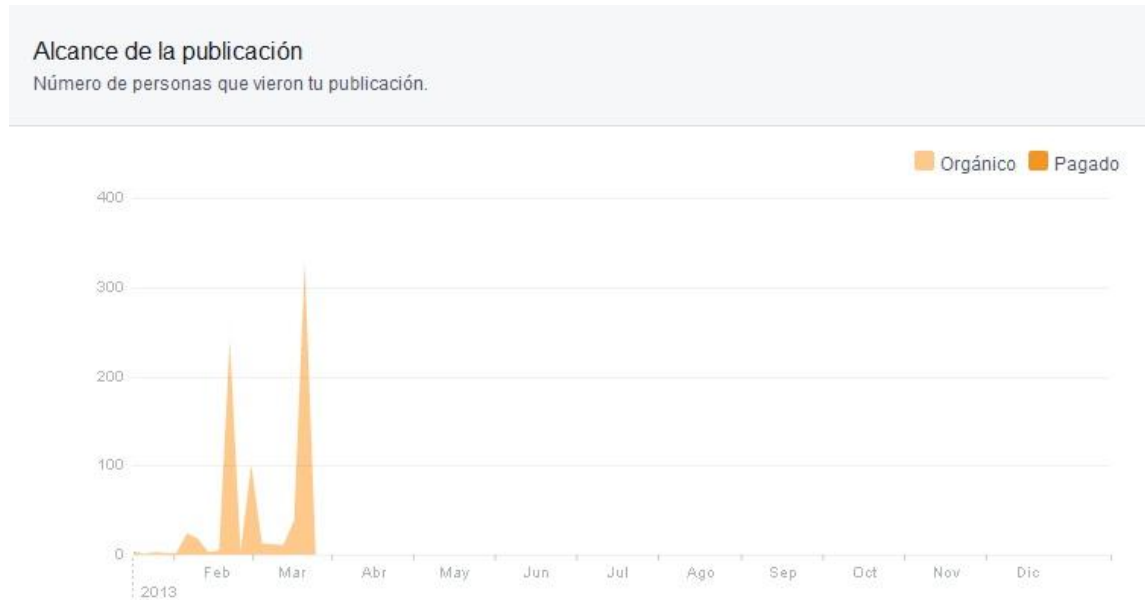 Alcance de la publicación
Número de personas que vieron tu publicación.
Orgánico Pagado
400
300
200
100
0
Feb Mar Abr May Jun Jul Ago Sep Oct Nov Dic
2013